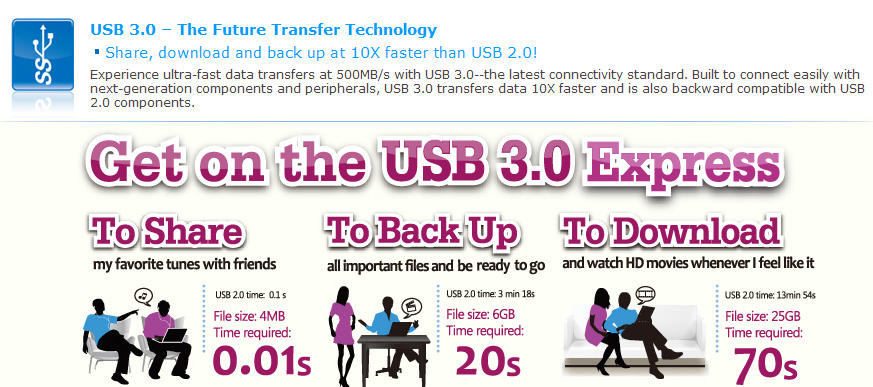 USB 3.0 – The Future Transfer Technology
Share, download and back up at 10X faster than USB 2.0!
Experience ultra-fast data transfers at 500MB/s with USB 3.0--the latest connectivity standard. Built to connect easily with
next-generation components and peripherals, USB 3.0 transfers data 10X faster and is also backward compatible with USB
2.0 components.
SS
Get on the USB 3.0 Express
To Share
my favorite tunes with friends
USB 2.0 time: 0.1 s
File size: 4MB
Time required:
0.01s
To Back Up
all important files and be ready to go
USB 2.0 time: 3 min 18s
File size: 6GB
Time required:
20s
To Download
and watch HD movies whenever I feel like it
USB 2.0 time: 13min 54s
File size: 25GB
Time required:
70s